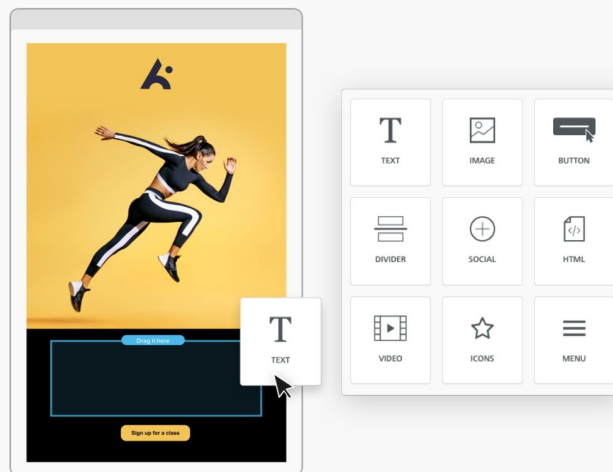 Drag it here
T
TEXT
Sign up for a class
T
TEXT
IMAGE
BUTTON
DIVIDER
SOCIAL
</>
HTML
VIDEO
ICONS
MENU